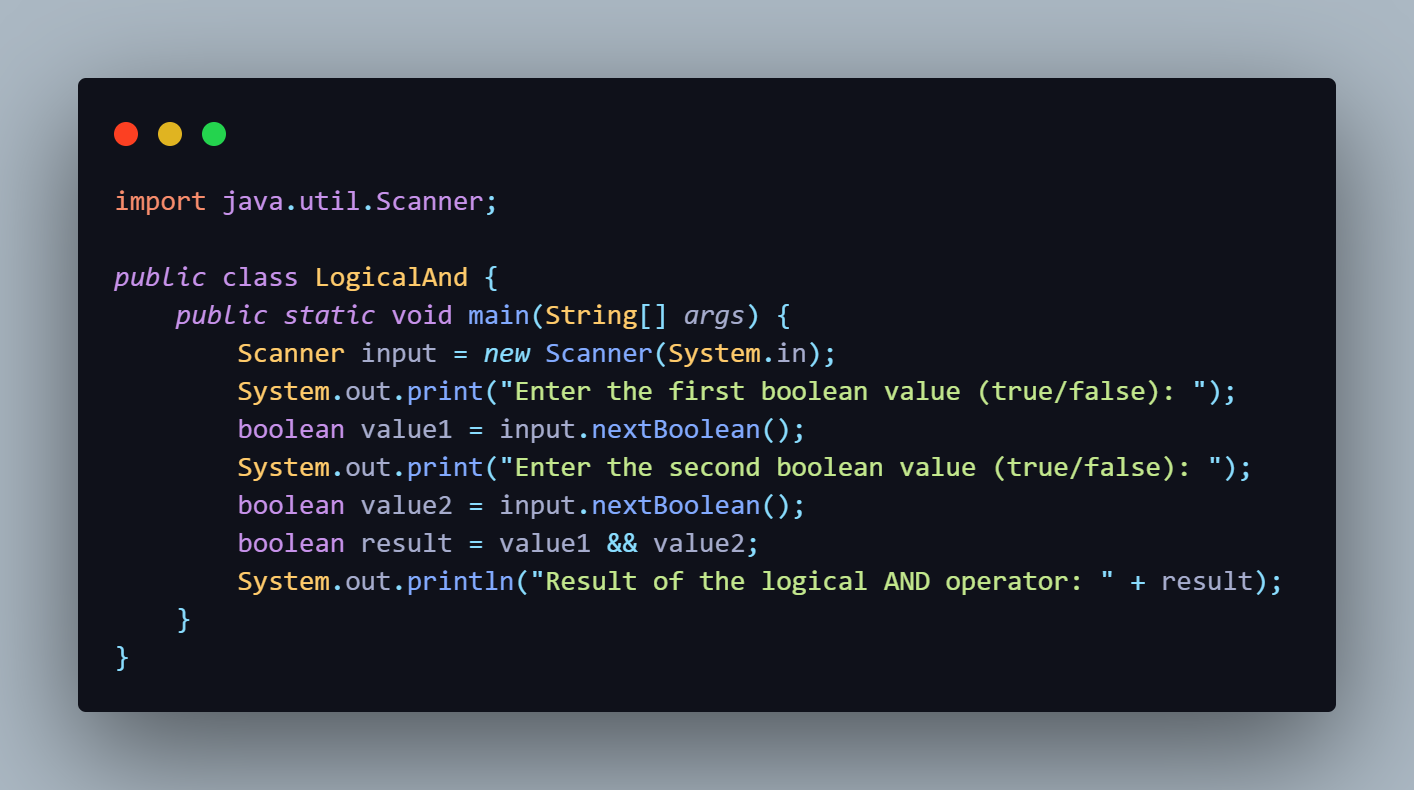 import java.util.Scanner;

public class LogicalAnd {
    public static void main(String[] args) {
        Scanner input = new Scanner(System.in);
        System.out.print("Enter the first boolean value (true/false): ");
        boolean value1 = input.nextBoolean();
        System.out.print("Enter the second boolean value (true/false): ");
        boolean value2 = input.nextBoolean();
        boolean result = value1 && value2;
        System.out.println("Result of the logical AND operator: " + result);
    }
}